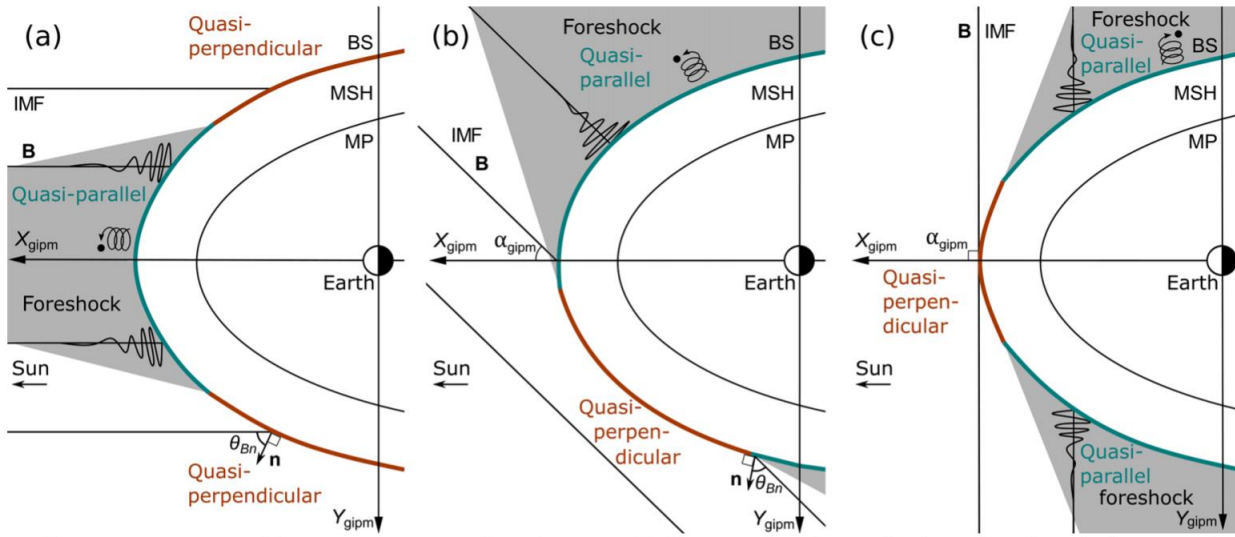 (a)
Quasi-
perpendicular
BS
IMF
MSH
B
MP
Quasi-parallel
X_gipm
Earth
Foreshock
Sun
θ_Bn
n
Quasi-
perpendicular
Y_gipm
(b)
Foreshock
Quasi-
parallel
BS
MSH
IMF
B
MP
X_gipm
α_gipm
Earth
Sun
Quasi-
perpen-
dicular
n
θ_Bn
Y_gipm
(c)
B
IMF
Foreshock
Quasi-
parallel
BS
MSH
MP
X_gipm
α_gipm
Earth
Quasi-
perpen-
dicular
Sun
Quasi-
parallel
foreshock
Y_gipm